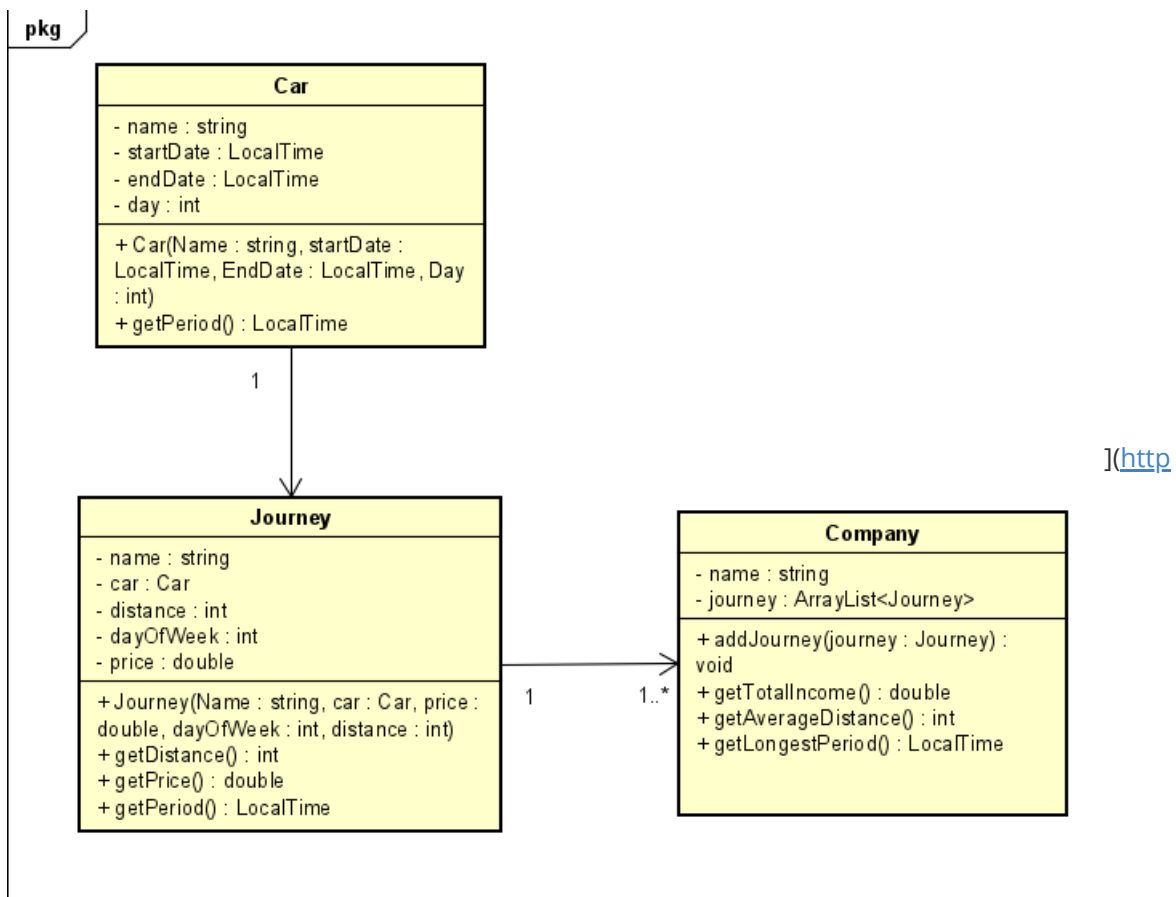 pkg
Car
- name : string
- startDate : LocalTime
- endDate : LocalTime
- day : int
+ Car(Name : string, startDate :
LocalTime, EndDate : LocalTime, Day
: int)
+ getPeriod() : LocalTime
1
](http
Journey
- name : string
- car : Car
- distance : int
- dayOfWeek : int
- price : double
+ Journey(Name : string, car : Car, price :
double, dayOfWeek : int, distance : int)
+ getDistance() : int
+ getPrice() : double
+ getPeriod() : LocalTime
1
1..*
Company
- name : string
- journey : ArrayList<Journey>
+ addJourney(journey : Journey) :
void
+ getTotalIncome() : double
+ getAverageDistance() : int
+ getLongestPeriod() : LocalTime